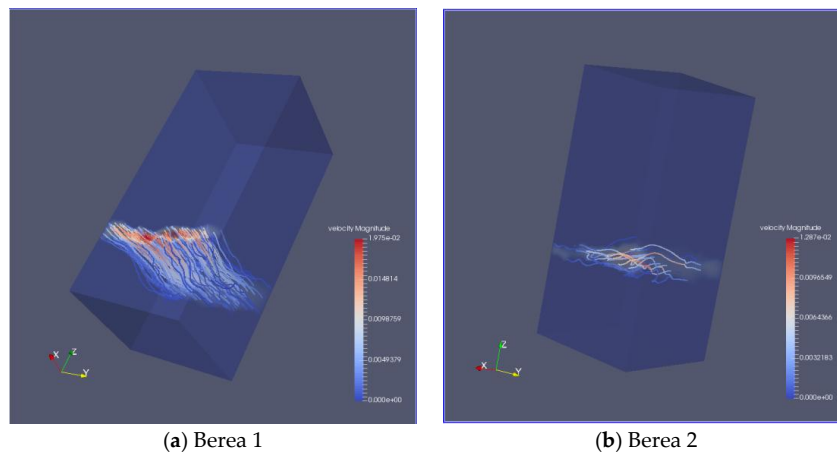 velocity Magnitude
1.975e-02
0.014814
0.0098759
0.0049379
0.000e+00
X
Z
Y
(a) Berea 1
velocity Magnitude
1.287e-02
0.0096549
0.0064366
0.0032183
0.000e+00
Z
X
Y
(b) Berea 2